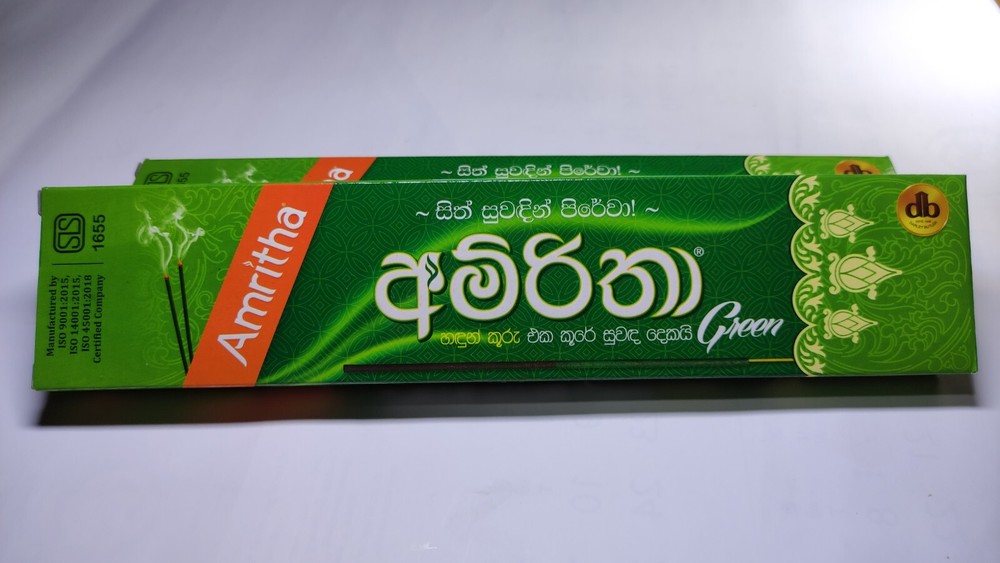 ~ සිත් සුවඳින් පිරේවා! ~
SLS
1655
Manufactured by
ISO 9001:2015,
ISO 14001:2015,
ISO 45001:2018
Certified Company
Amritha
~ සිත් සුවඳින් පිරේවා! ~
අම්රිතා®
හඳුන් කූරු එක කූරේ සුවඳ දෙකයි
Green
db